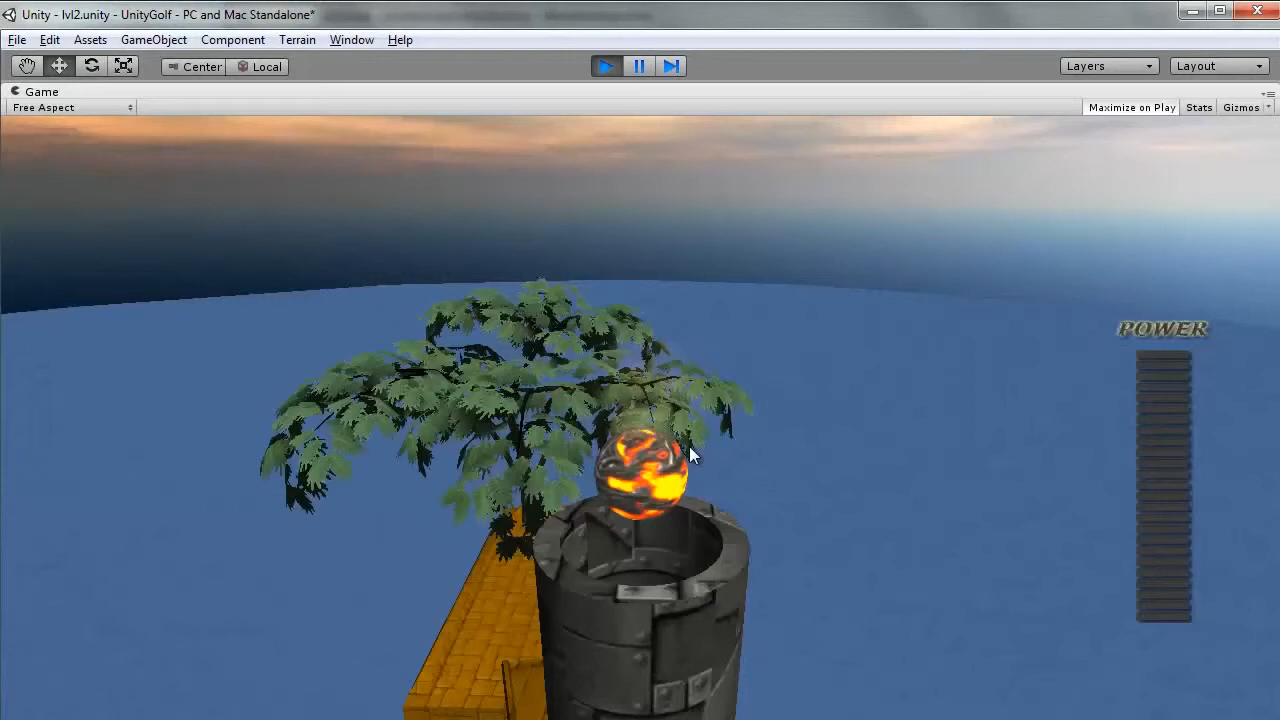 Unity - lvl2.unity - UnityGolf - PC and Mac Standalone*
File Edit Assets GameObject Component Terrain Window Help
Center Local Layers Layout
Game
Free Aspect Maximize on Play Stats Gizmos
POWER